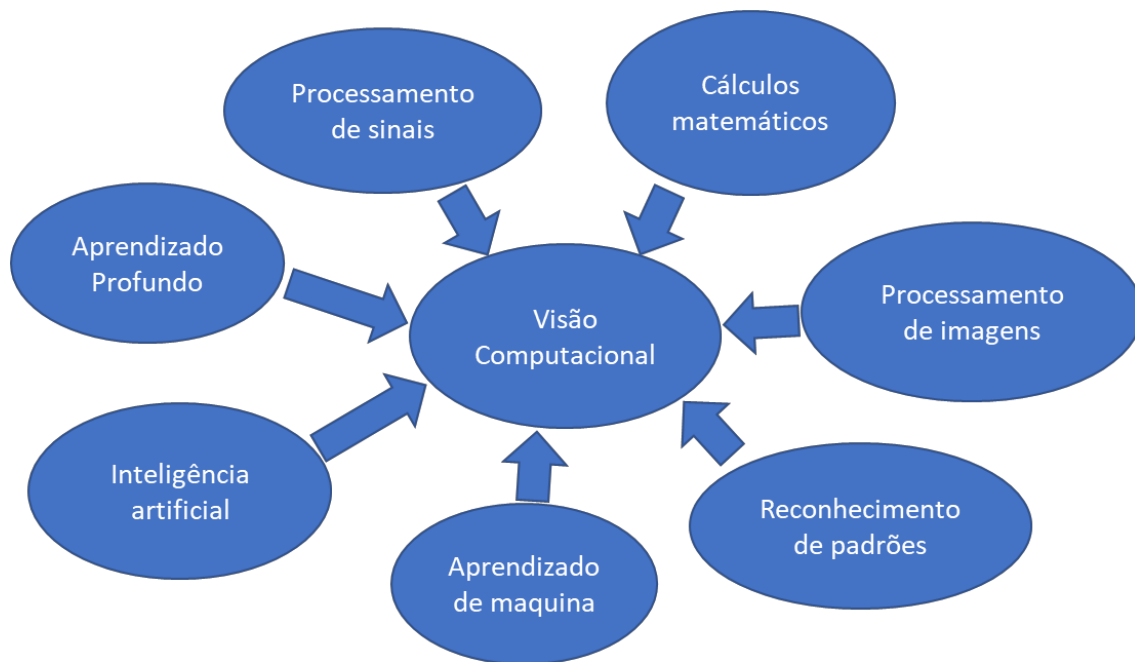 Processamento
de sinais
Cálculos
matemáticos
Aprendizado
Profundo
Visão
Computacional
Processamento
de imagens
Inteligência
artificial
Aprendizado
de maquina
Reconhecimento
de padrões